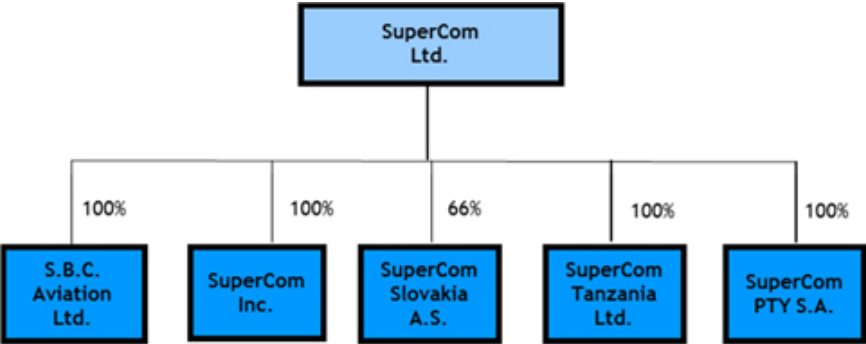 SuperCom
Ltd.
100%
100%
66%
100%
100%
S.B.C.
Aviation
Ltd.
SuperCom
Inc.
SuperCom
Slovakia
A.S.
SuperCom
Tanzania
Ltd.
SuperCom
PTY S.A.